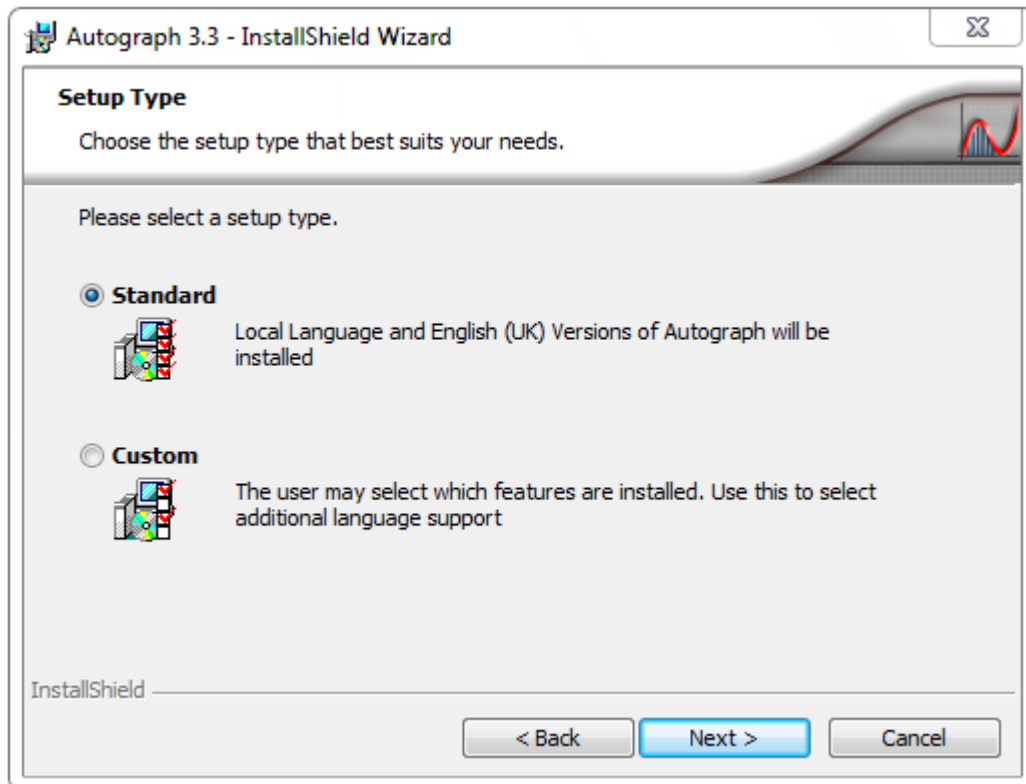 Autograph 3.3 - InstallShield Wizard
Setup Type
Choose the setup type that best suits your needs.
Please select a setup type.
Standard
Local Language and English (UK) Versions of Autograph will be
installed
Custom
The user may select which features are installed. Use this to select
additional language support
InstallShield
< Back
Next >
Cancel